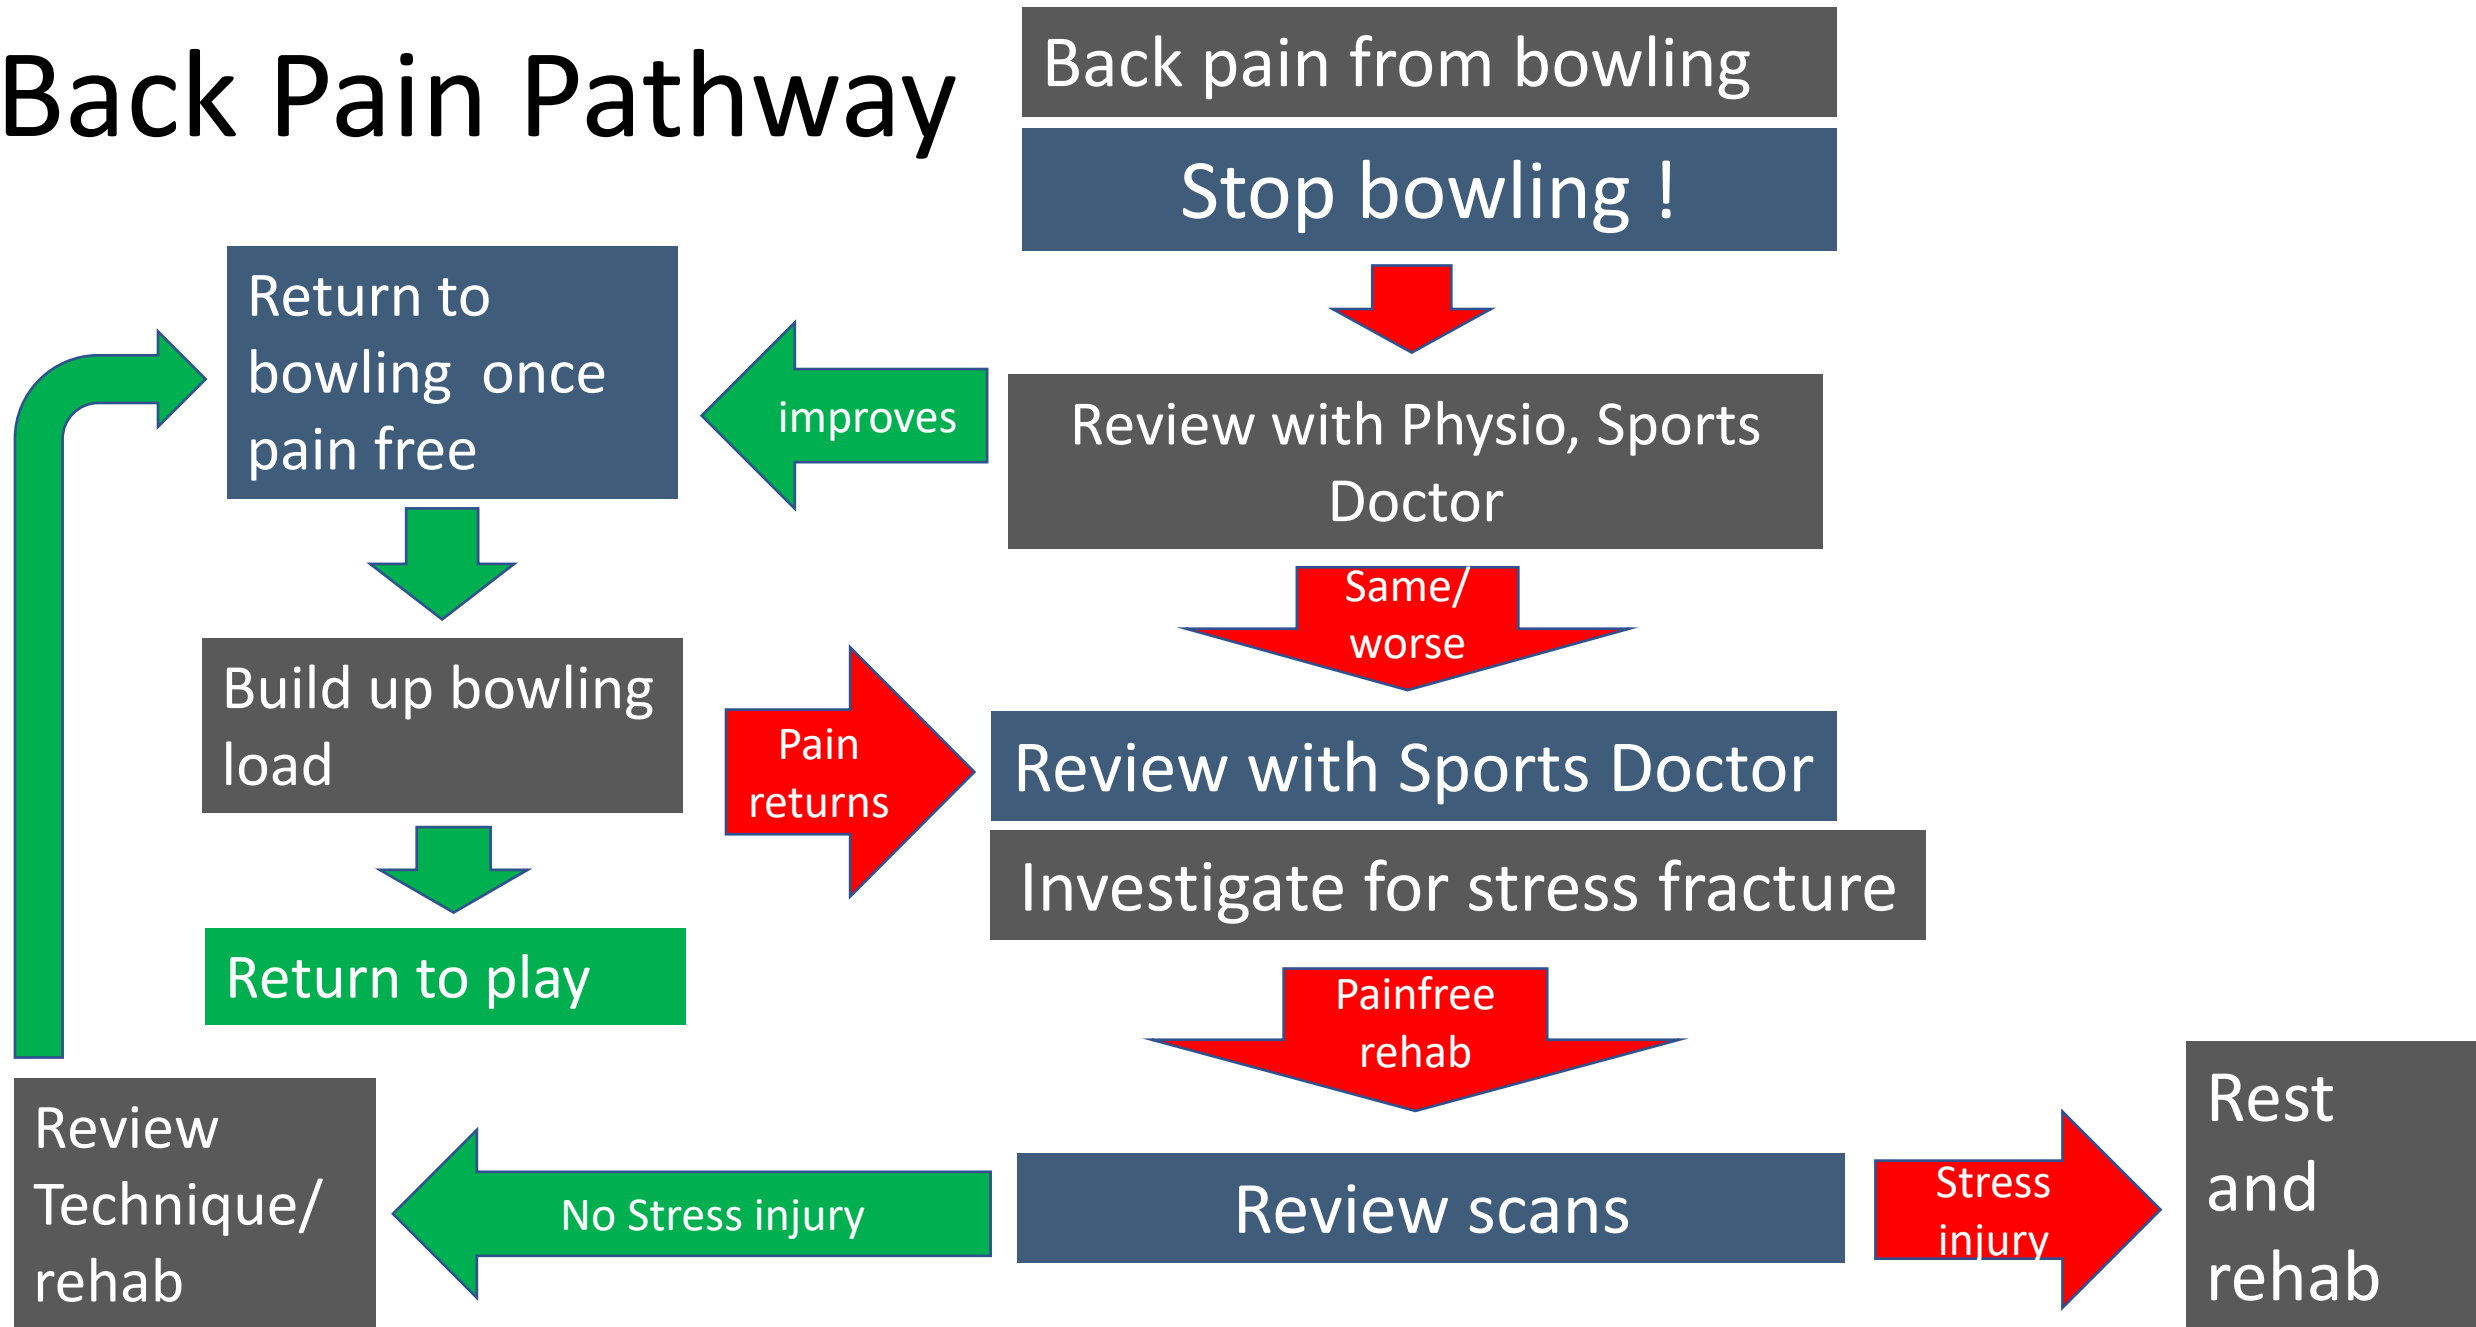 Back Pain Pathway
Back pain from bowling
Stop bowling !
Return to
bowling  once
pain free
improves
Review with Physio, Sports
Doctor
Same/
worse
Build up bowling
load
Pain
returns
Review with Sports Doctor
Investigate for stress fracture
Return to play
Painfree
rehab
Review
Technique/
rehab
No Stress injury
Review scans
Stress
injury
Rest
and
rehab